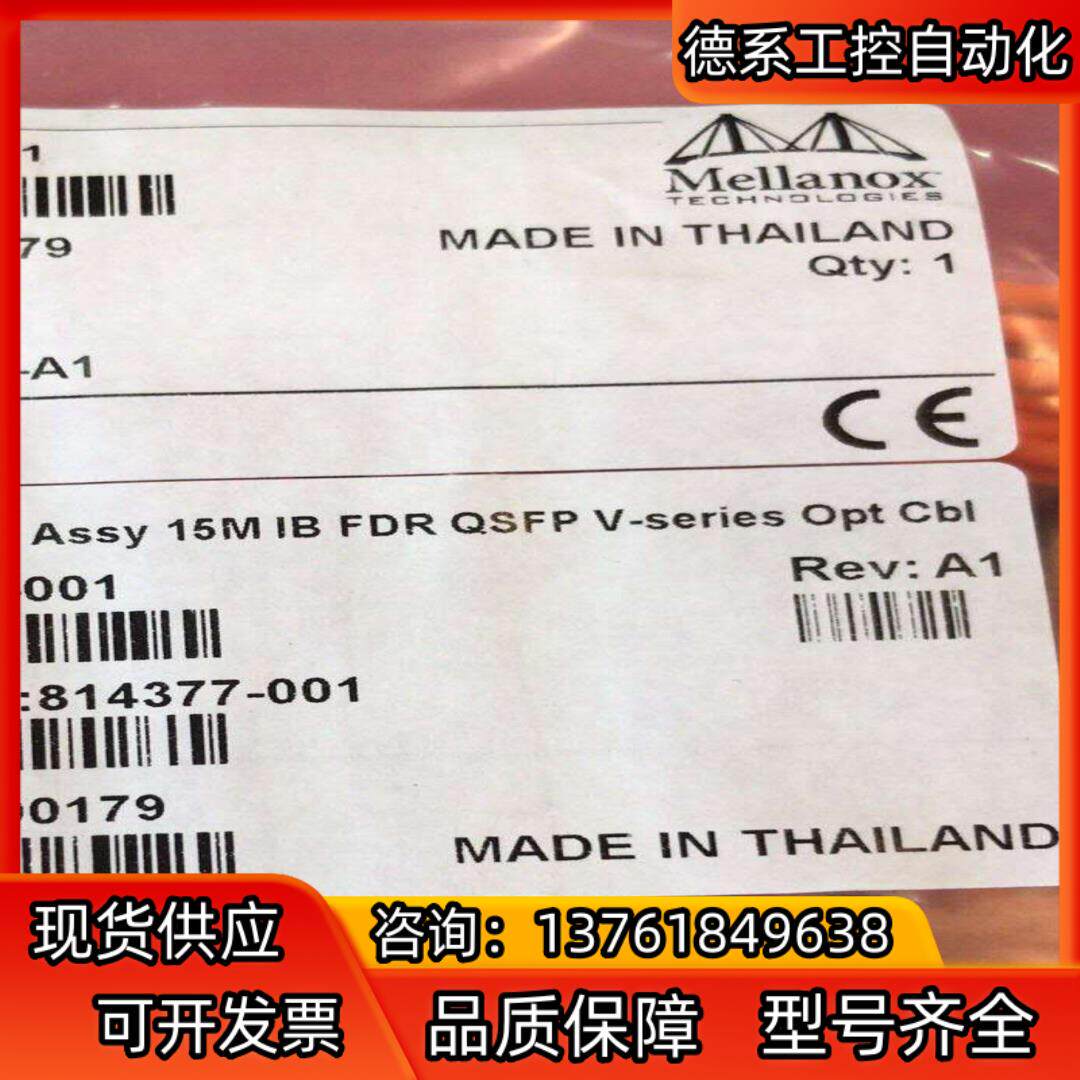 德系工控自动化
1
Mellanox
TECHNOLOGIES
79
MADE IN THAILAND
Qty: 1
-A1
CE
Assy 15M IB FDR QSFP V-series Opt Cbl
-001
Rev: A1
:814377-001
0179
MADE IN THAILAND
现货供应
咨询：13761849638
可开发票
品质保障
型号齐全